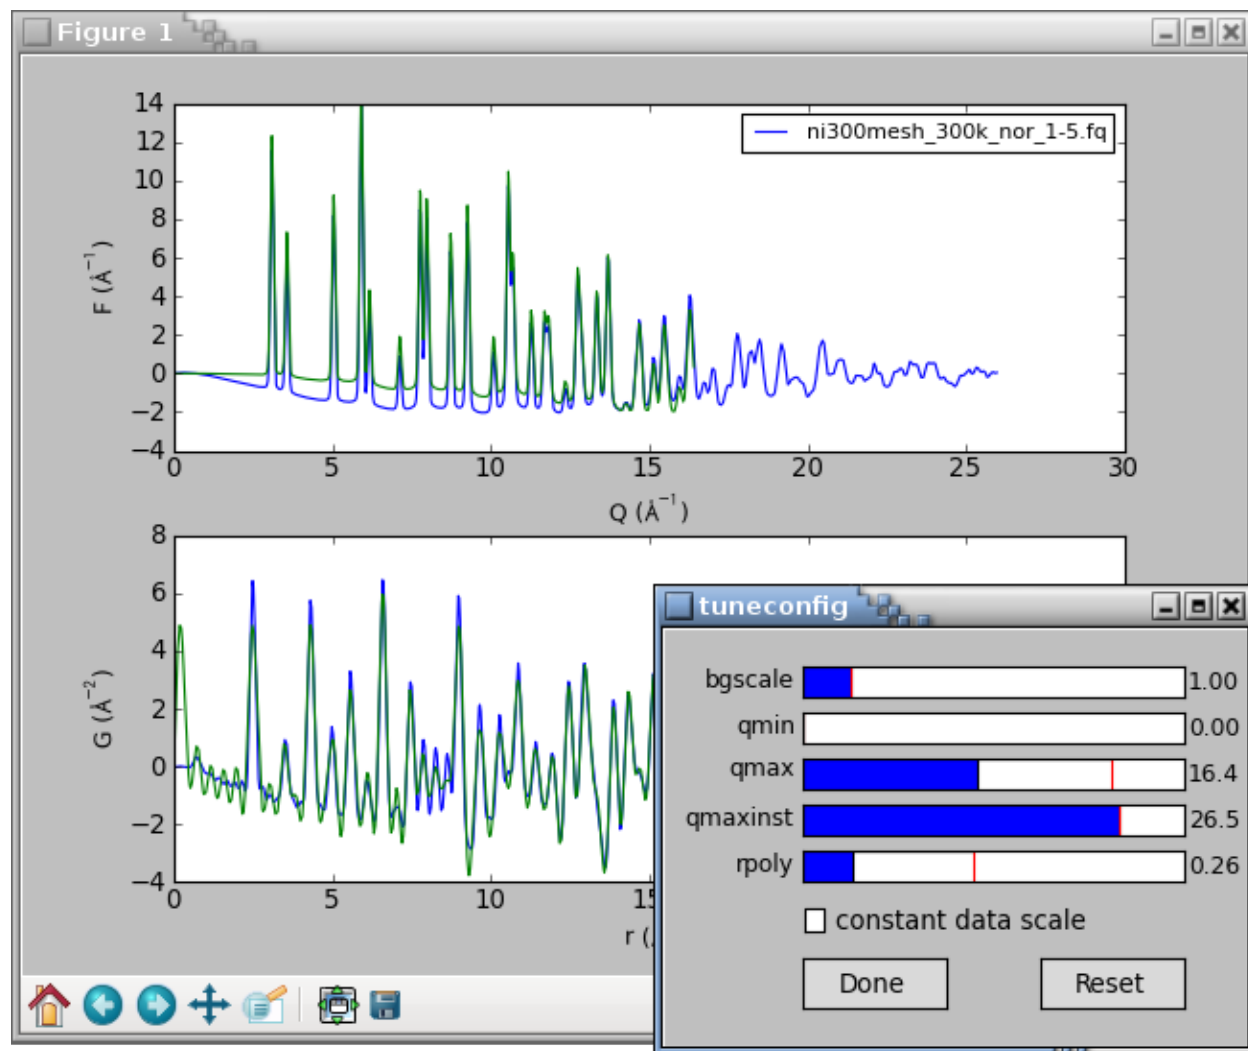 Figure 1
14
12
10
8
6
4
2
0
−2
−4
F (Å⁻¹)
ni300mesh_300k_nor_1-5.fq
0 5 10 15 20 25 30
Q (Å⁻¹)
8
6
4
2
0
−2
−4
G (Å⁻²)
0 5 10
r (
tuneconfig
bgscale 1.00
qmin 0.00
qmax 16.4
qmaxinst 26.5
rpoly 0.26
constant data scale
Done Reset